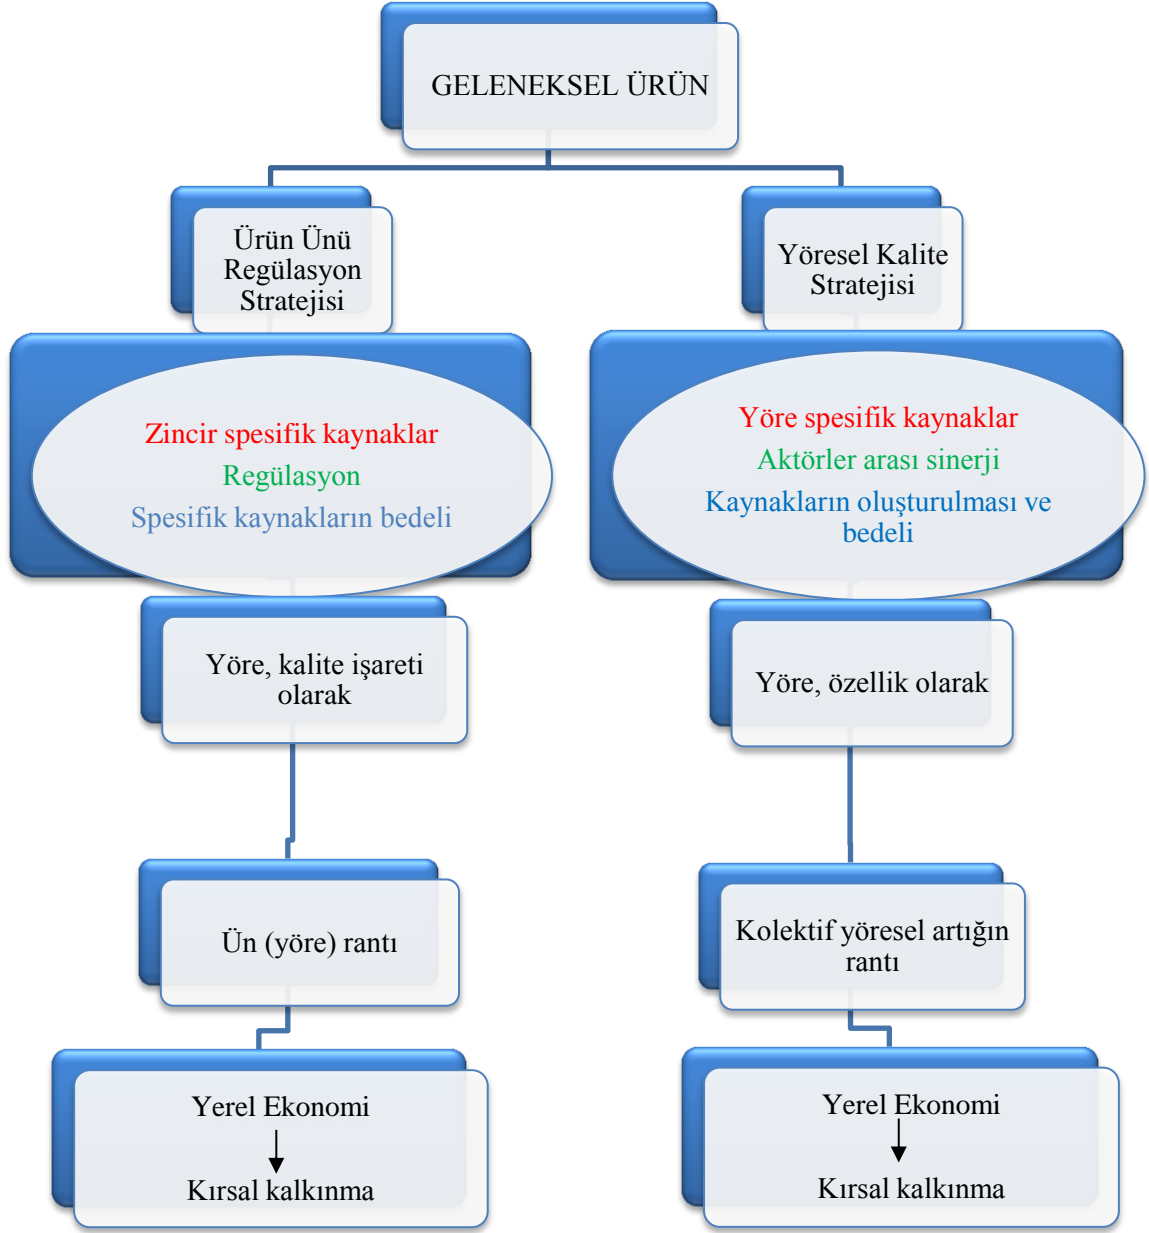 GELENEKSEL ÜRÜN
Ürün Ünü
Regülasyon
Stratejisi
Yöresel Kalite
Stratejisi
Zincir spesifik kaynaklar
Regülasyon
Spesifik kaynakların bedeli
Yöre spesifik kaynaklar
Aktörler arası sinerji
Kaynakların oluşturulması ve
bedeli
Yöre, kalite işareti
olarak
Yöre, özellik olarak
Ün (yöre) rantı
Kolektif yöresel artığın
rantı
Yerel Ekonomi
Kırsal kalkınma
Yerel Ekonomi
Kırsal kalkınma